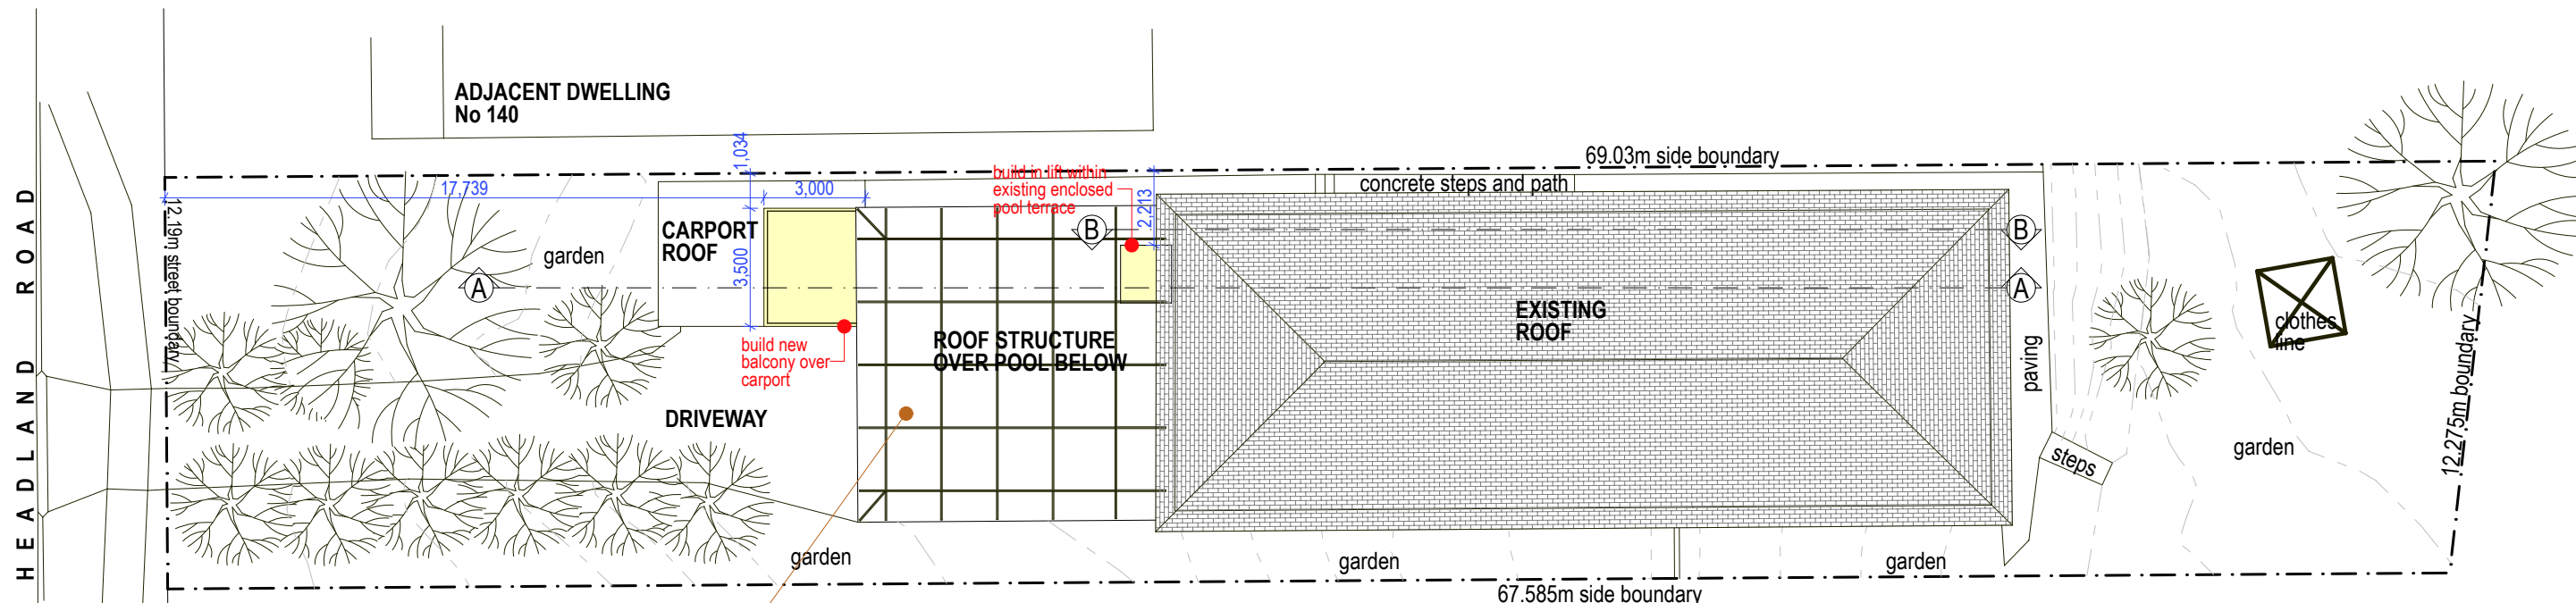 HEADLAND ROAD
ADJACENT DWELLING
No 140
1,034
69.03m side boundary
build in lift within
existing enclosed
pool terrace
17,739
3,000
concrete steps and path
12.19m street boundary
2,213
CARPORT
ROOF
B
B
garden
3,500
A
A
EXISTING
ROOF
clothes
line
build new
balcony over
carport
ROOF STRUCTURE
OVER POOL BELOW
paving
12.275m boundary
DRIVEWAY
steps
garden
garden
garden
garden
67.585m side boundary